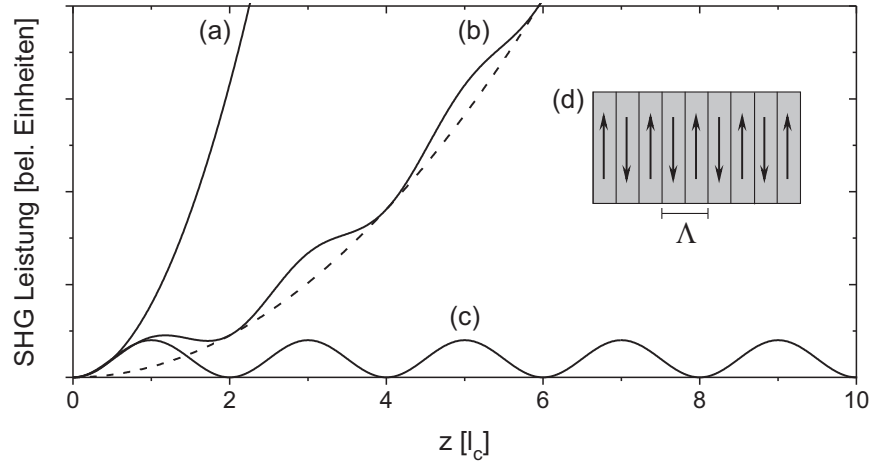 SHG Leistung [bel. Einheiten]
(a)
(b)
(c)
(d)
Λ
0 2 4 6 8 10
z [l_c]